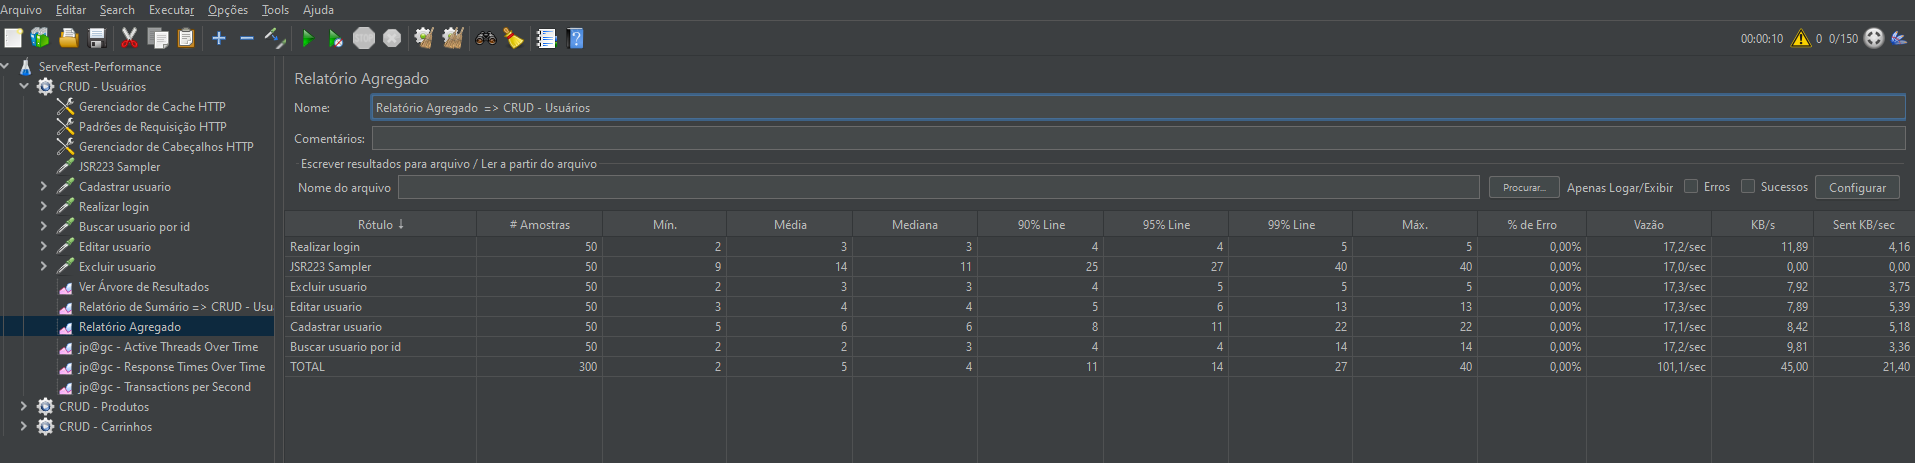 Arquivo Editar Search Executar Opções Tools Ajuda
00:00:10 0 0/150
ServeRest-Performance
CRUD - Usuários
Gerenciador de Cache HTTP
Padrões de Requisição HTTP
Gerenciador de Cabeçalhos HTTP
JSR223 Sampler
Cadastrar usuario
Realizar login
Buscar usuario por id
Editar usuario
Excluir usuario
Ver Árvore de Resultados
Relatório de Sumário => CRUD - Usu
Relatório Agregado
jp@gc - Active Threads Over Time
jp@gc - Response Times Over Time
jp@gc - Transactions per Second
CRUD - Produtos
CRUD - Carrinhos
Relatório Agregado
Nome: Relatório Agregado => CRUD - Usuários
Comentários:
Escrever resultados para arquivo / Ler a partir do arquivo
Nome do arquivo Procurar... Apenas Logar/Exibir Erros Sucessos Configurar
Rótulo ↓ # Amostras Mín. Média Mediana 90% Line 95% Line 99% Line Máx. % de Erro Vazão KB/s Sent KB/sec
Realizar login 50 2 3 3 4 4 5 5 0,00% 17,2/sec 11,89 4,16
JSR223 Sampler 50 9 14 11 25 27 40 40 0,00% 17,0/sec 0,00 0,00
Excluir usuario 50 2 3 3 4 5 5 5 0,00% 17,3/sec 7,92 3,75
Editar usuario 50 3 4 4 5 6 13 13 0,00% 17,3/sec 7,89 5,39
Cadastrar usuario 50 5 6 6 8 11 22 22 0,00% 17,1/sec 8,42 5,18
Buscar usuario por id 50 2 2 3 4 4 14 14 0,00% 17,2/sec 9,81 3,36
TOTAL 300 2 5 4 11 14 27 40 0,00% 101,1/sec 45,00 21,40